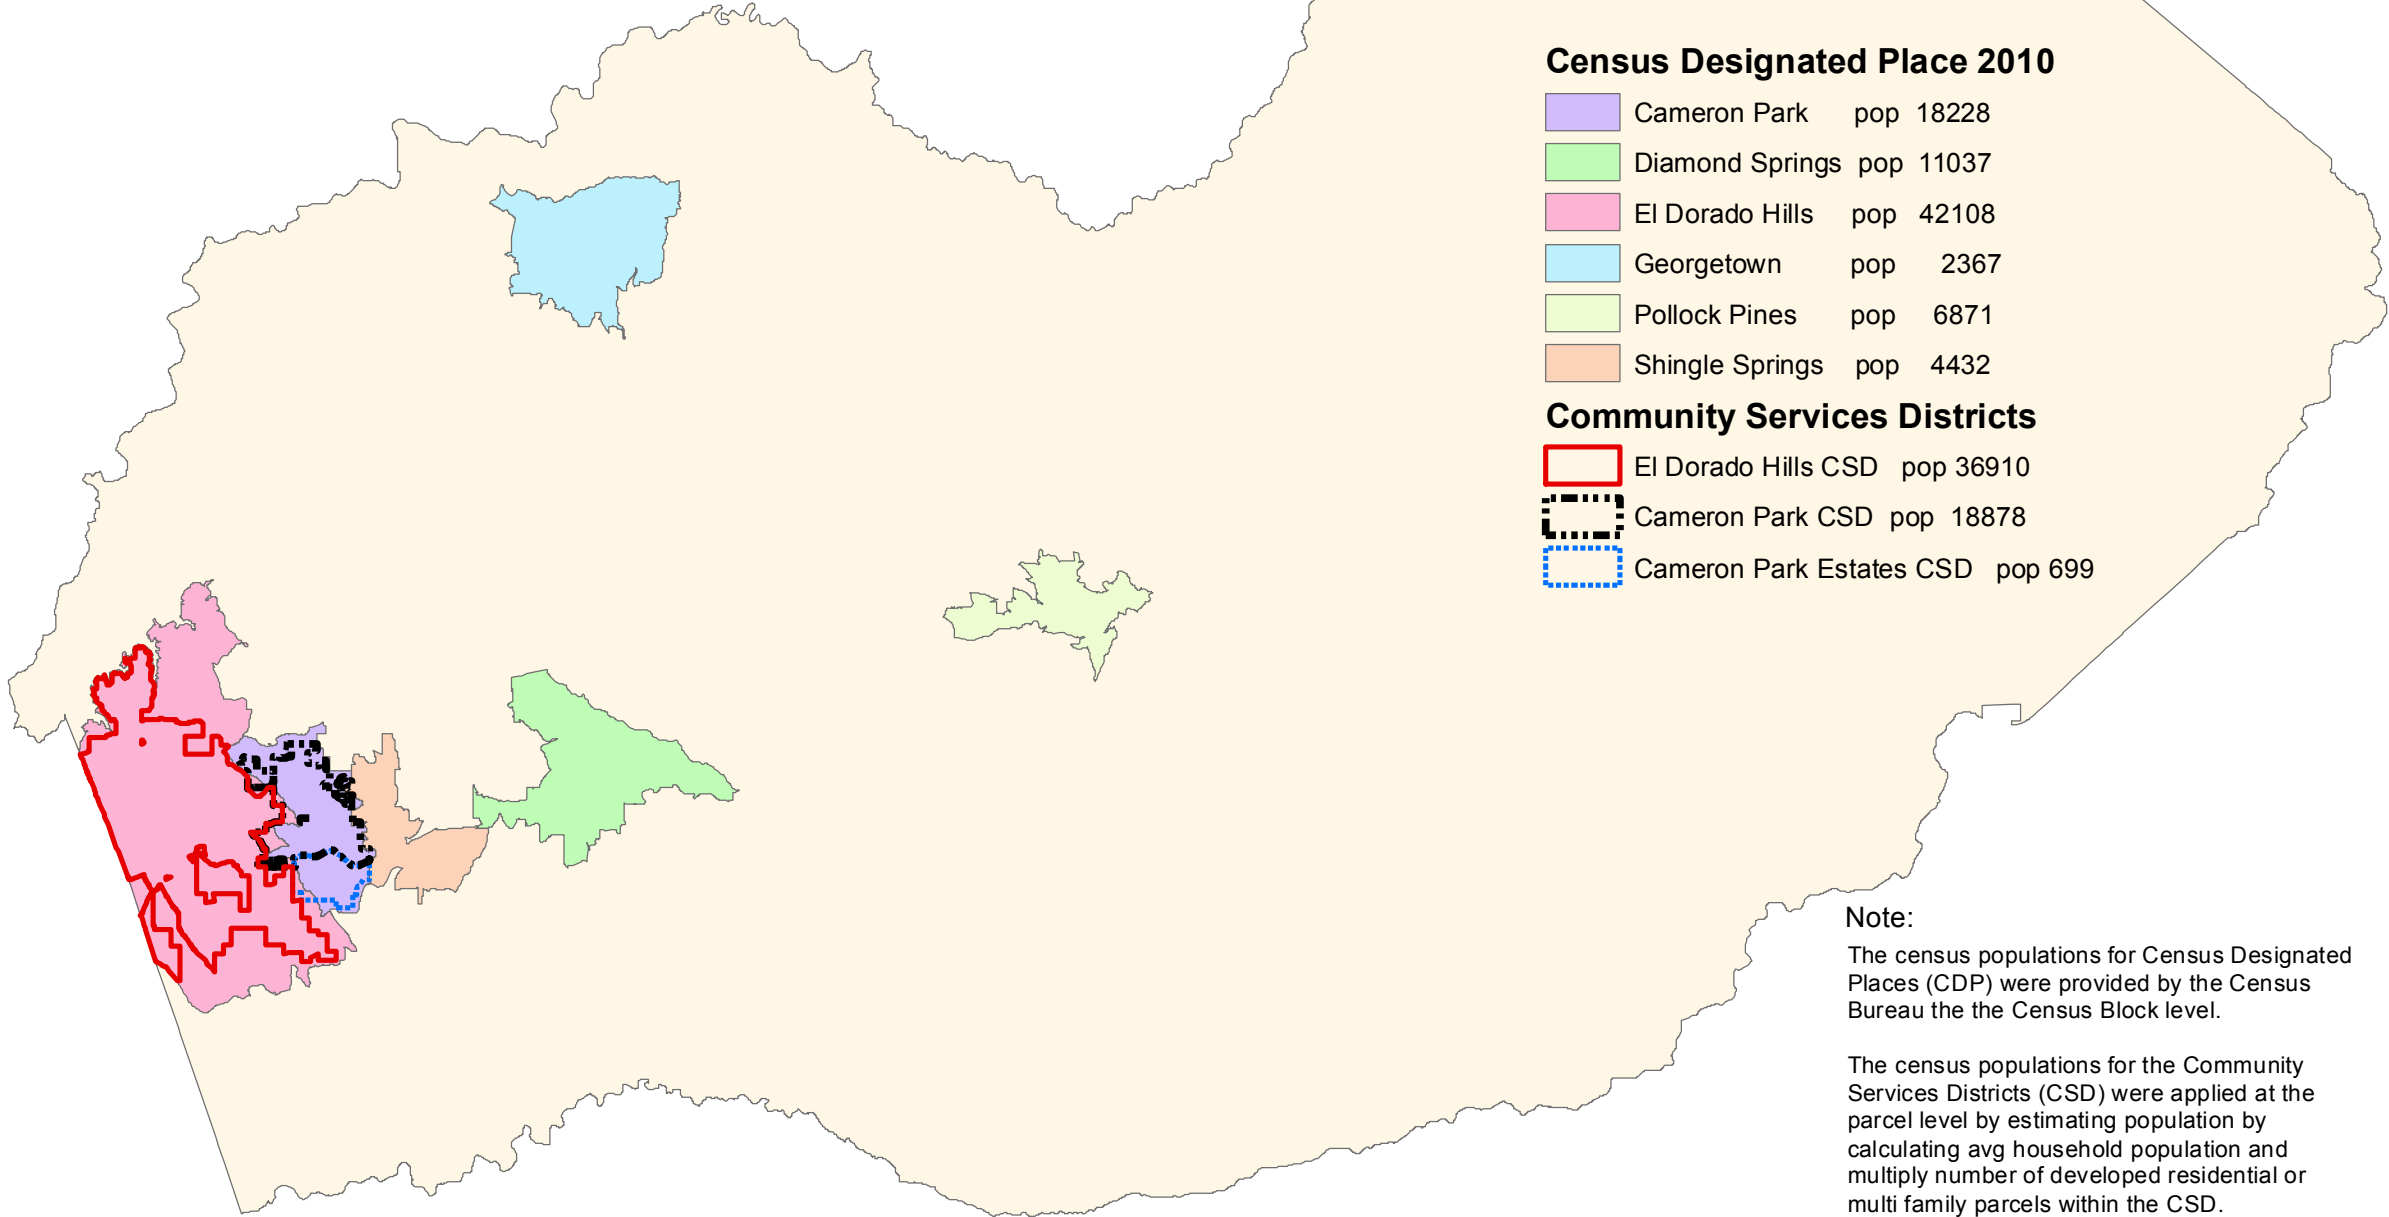 Census Designated Place 2010
Cameron Park pop 18228
Diamond Springs pop 11037
El Dorado Hills pop 42108
Georgetown pop 2367
Pollock Pines pop 6871
Shingle Springs pop 4432
Community Services Districts
El Dorado Hills CSD pop 36910
Cameron Park CSD pop 18878
Cameron Park Estates CSD pop 699
Note:
The census populations for Census Designated
Places (CDP) were provided by the Census
Bureau the the Census Block level.
The census populations for the Community
Services Districts (CSD) were applied at the
parcel level by estimating population by
calculating avg household population and
multiply number of developed residential or
multi family parcels within the CSD.